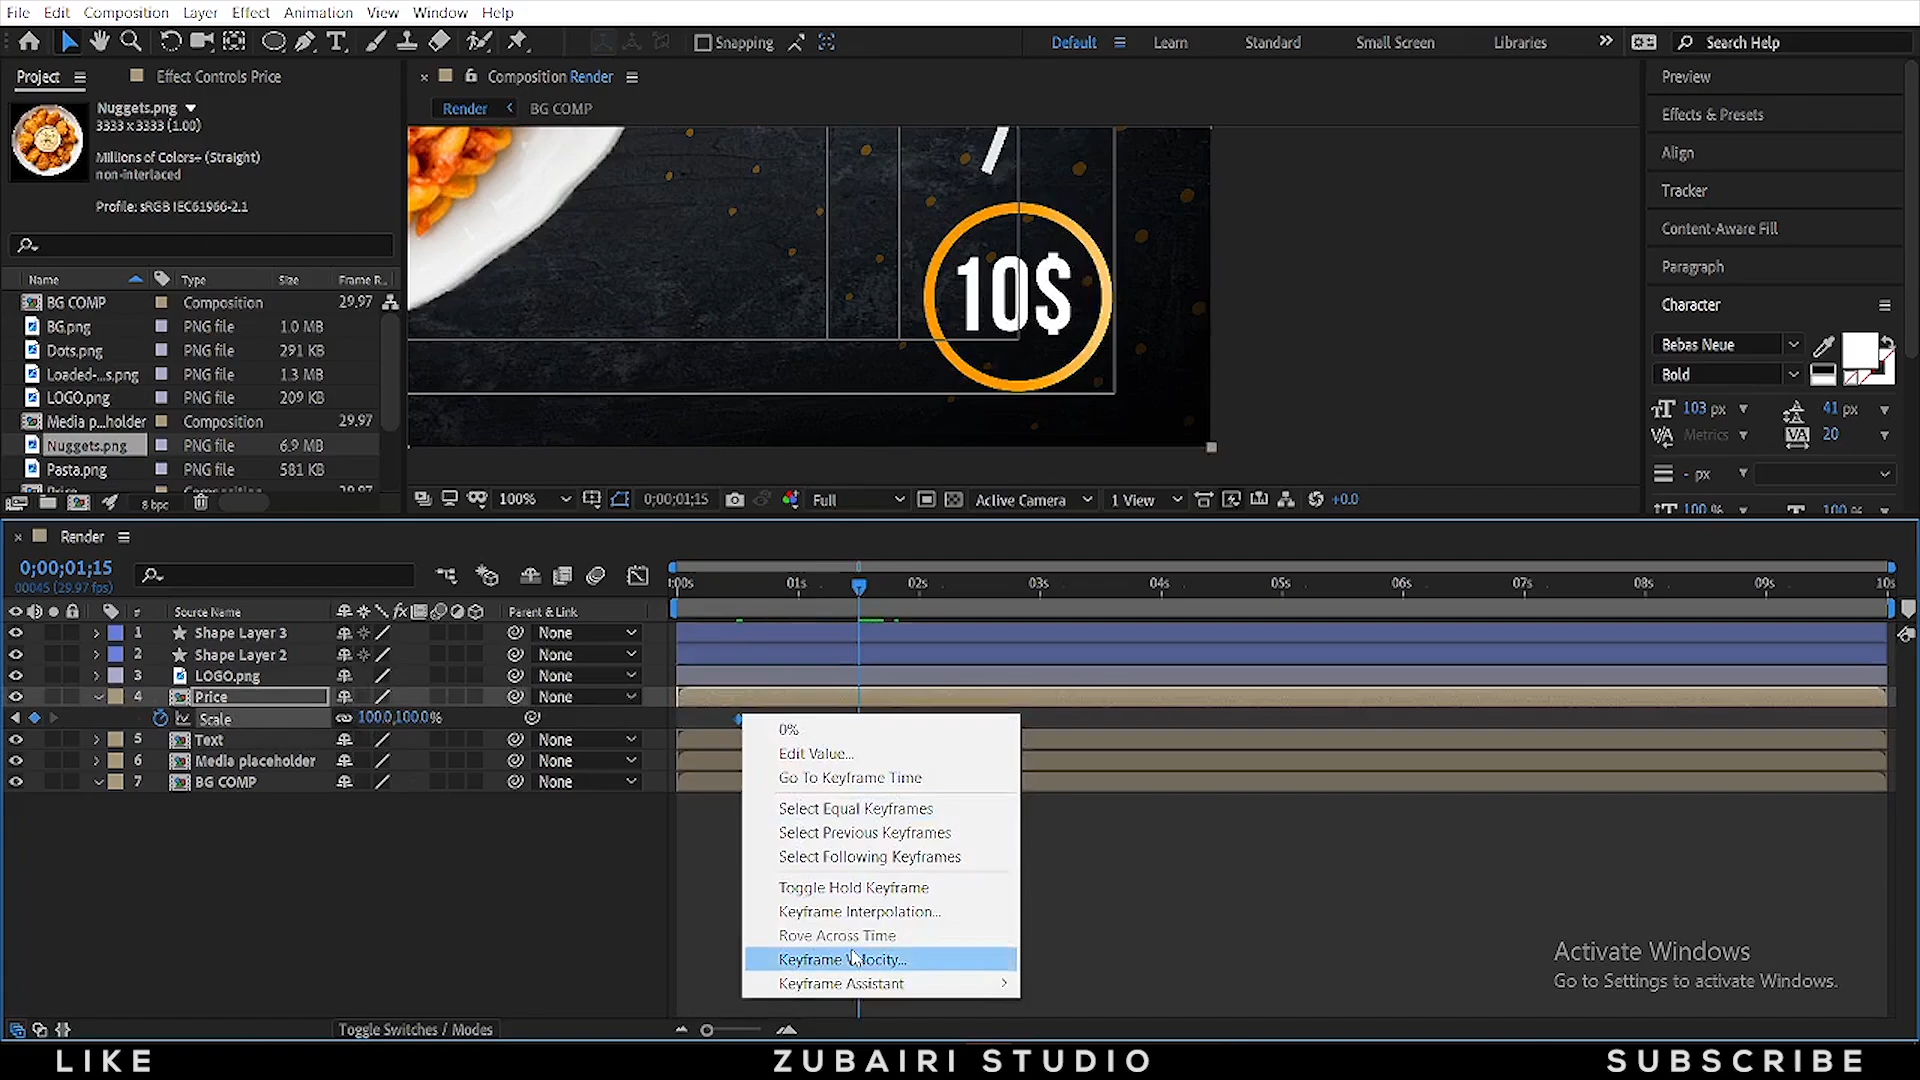 File Edit Composition Layer Effect Animation View Window Help
Snapping Default Learn Standard Small Screen Libraries Search Help
Project Effect Controls Price
Nuggets.png
3333 x 3333 (1.00)
Millions of Colors+ (Straight)
non-interlaced
Profile: sRGB IEC61966-2.1
Name Type Size Frame R...
BG COMP Composition 29.97
BG.png PNG file 1.0 MB
Dots.png PNG file 291 KB
Loaded-...s.png PNG file 1.3 MB
LOGO.png PNG file 209 KB
Media p...holder Composition 29.97
Nuggets.png PNG file 6.9 MB
Pasta.png PNG file 581 KB
8 bpc
Composition Render
Render BG COMP
10$
100% 0;00;01;15 Full Active Camera 1 View +0.0
Preview
Effects & Presets
Align
Tracker
Content-Aware Fill
Paragraph
Character
Bebas Neue
Bold
103 px 41 px
Metrics 20
- px
100 % 100 %
Render
0;00;01;15
00045 (29.97 fps)
:00s 01s 02s 03s 04s 05s 06s 07s 08s 09s 10s
# Source Name Parent & Link
1 Shape Layer 3 None
2 Shape Layer 2 None
3 LOGO.png None
4 Price None
Scale 100.0,100.0%
5 Text None
6 Media placeholder None
7 BG COMP None
0%
Edit Value...
Go To Keyframe Time
Select Equal Keyframes
Select Previous Keyframes
Select Following Keyframes
Toggle Hold Keyframe
Keyframe Interpolation...
Rove Across Time
Keyframe Velocity...
Keyframe Assistant
Activate Windows
Go to Settings to activate Windows.
Toggle Switches / Modes
LIKE ZUBAIRI STUDIO SUBSCRIBE